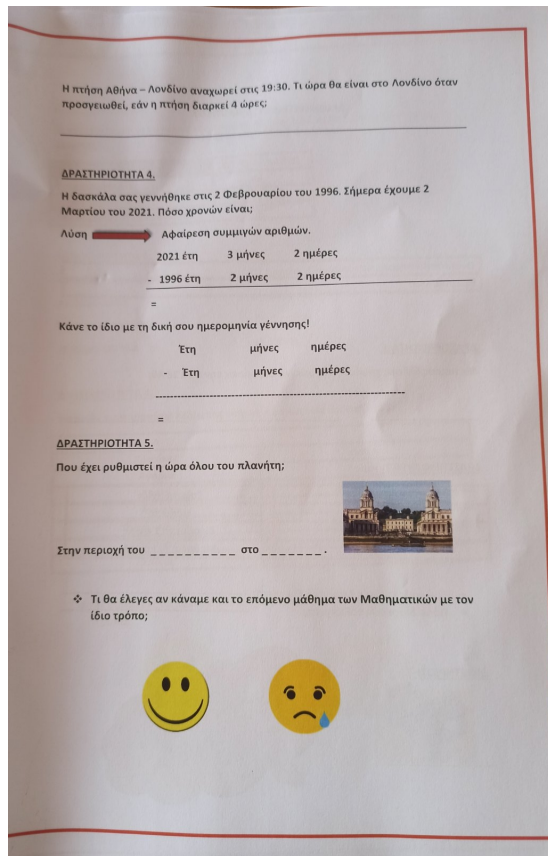 Η πτήση Αθήνα – Λονδίνο αναχωρεί στις 19:30. Τι ώρα θα είναι στο Λονδίνο όταν
προσγειωθεί, εάν η πτήση διαρκεί 4 ώρες;
ΔΡΑΣΤΗΡΙΟΤΗΤΑ 4.
Η δασκάλα σας γεννήθηκε στις 2 Φεβρουαρίου του 1996. Σήμερα έχουμε 2
Μαρτίου του 2021. Πόσο χρονών είναι;
Λύση Αφαίρεση συμμιγών αριθμών.
2021 έτη 3 μήνες 2 ημέρες
- 1996 έτη 2 μήνες 2 ημέρες
=
Κάνε το ίδιο με τη δική σου ημερομηνία γέννησης!
Έτη μήνες ημέρες
- Έτη μήνες ημέρες
----------------------------------------------------------------------
=
ΔΡΑΣΤΗΡΙΟΤΗΤΑ 5.
Που έχει ρυθμιστεί η ώρα όλου του πλανήτη;
Στην περιοχή του _ _ _ _ _ _ _ _ _ _ στο _ _ _ _ _ _ _ .
❖ Τι θα έλεγες αν κάναμε και το επόμενο μάθημα των Μαθηματικών με τον
ίδιο τρόπο;